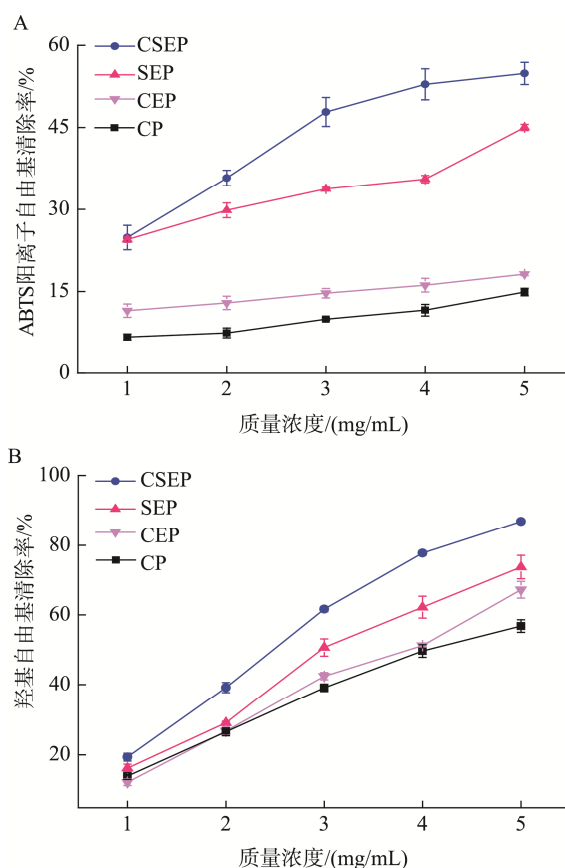 A
60
45
30
15
0
ABTS阳离子自由基清除率/%
CSEP
SEP
CEP
CP
1 2 3 4 5
质量浓度/(mg/mL)
B
100
80
60
40
20
羟基自由基清除率/%
CSEP
SEP
CEP
CP
1 2 3 4 5
质量浓度/(mg/mL)